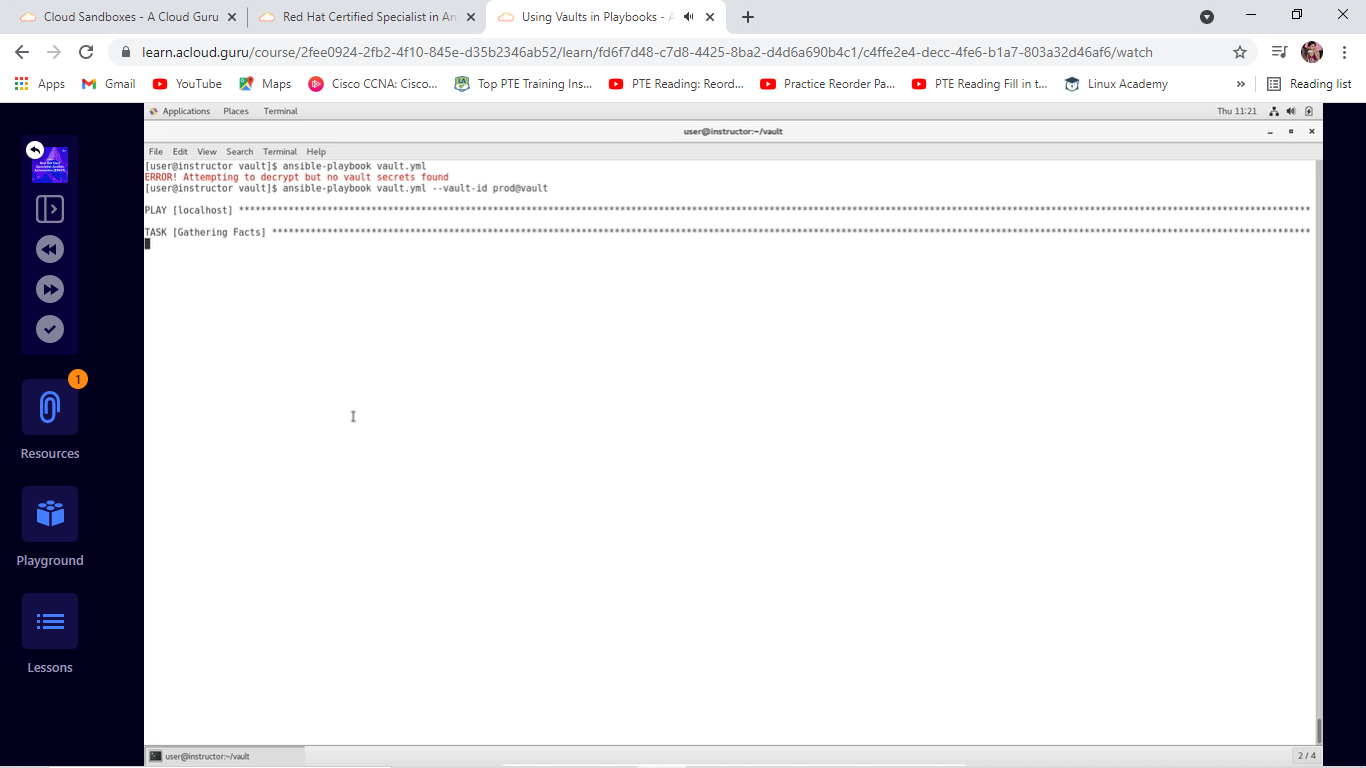 Cloud Sandboxes - A Cloud Guru
Red Hat Certified Specialist in An
Using Vaults in Playbooks - A
learn.acloud.guru/course/2fee0924-2fb2-4f10-845e-d35b2346ab52/learn/fd6f7d48-c7d8-4425-8ba2-d4d6a690b4c1/c4ffe2e4-decc-4fe6-b1a7-803a32d46af6/watch
Apps Gmail YouTube Maps Cisco CCNA: Cisco... Top PTE Training Ins... PTE Reading: Reord... Practice Reorder Pa... PTE Reading Fill in t... Linux Academy » Reading list
Applications Places Terminal Thu 11:21
user@instructor:~/vault
File Edit View Search Terminal Help
[user@instructor vault]$ ansible-playbook vault.yml
ERROR! Attempting to decrypt but no vault secrets found
[user@instructor vault]$ ansible-playbook vault.yml --vault-id prod@vault
PLAY [localhost]
TASK [Gathering Facts]
1
Resources
Playground
Lessons
user@instructor:~/vault
2 / 4